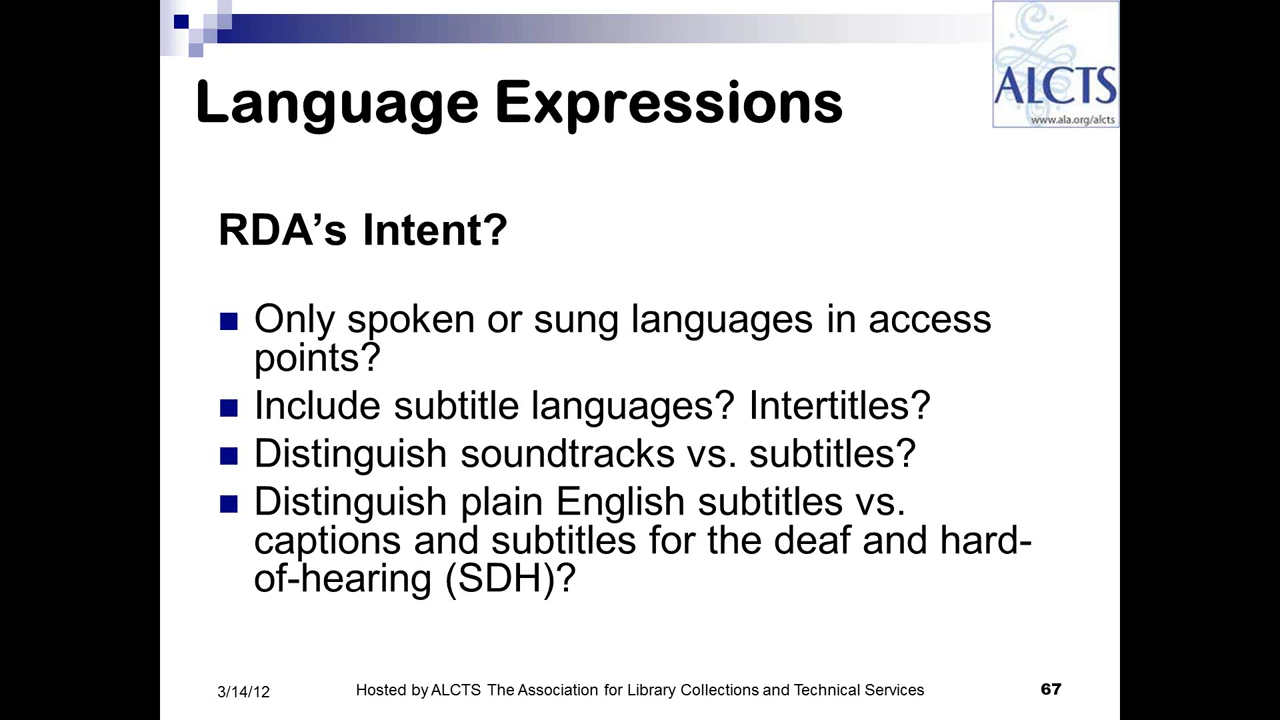 ALCTS
www.ala.org/alcts
Language Expressions
RDA’s Intent?
Only spoken or sung languages in access
points?
Include subtitle languages? Intertitles?
Distinguish soundtracks vs. subtitles?
Distinguish plain English subtitles vs.
captions and subtitles for the deaf and hard-
of-hearing (SDH)?
3/14/12
Hosted by ALCTS The Association for Library Collections and Technical Services
67